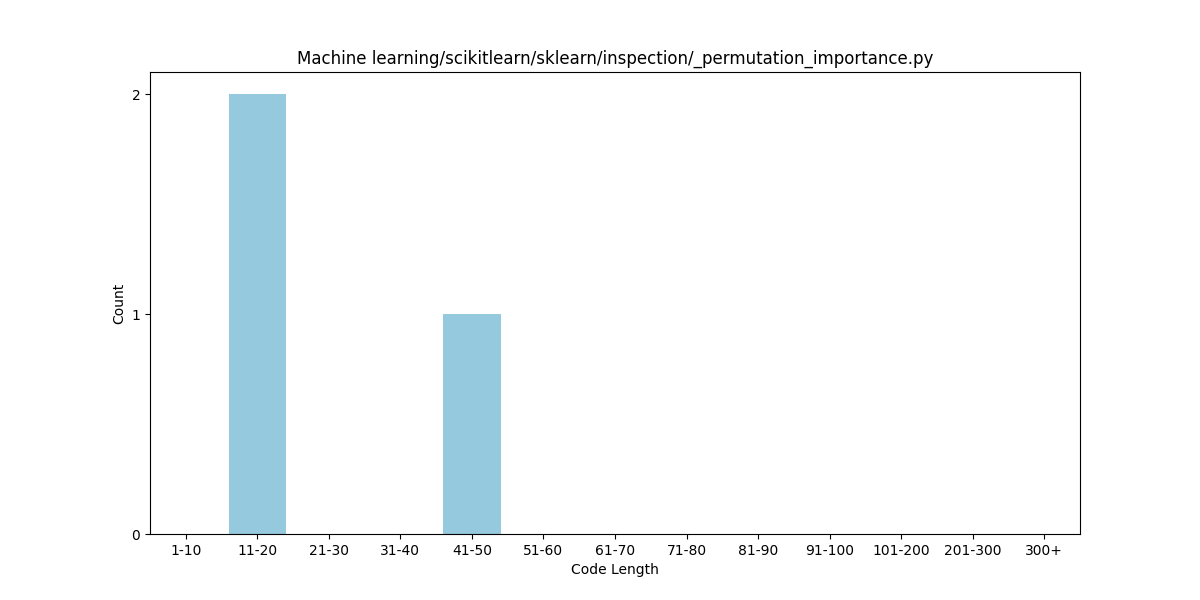 Machine learning/scikitlearn/sklearn/inspection/_permutation_importance.py
2
1
0
Count
1-10 11-20 21-30 31-40 41-50 51-60 61-70 71-80 81-90 91-100 101-200 201-300 300+
Code Length